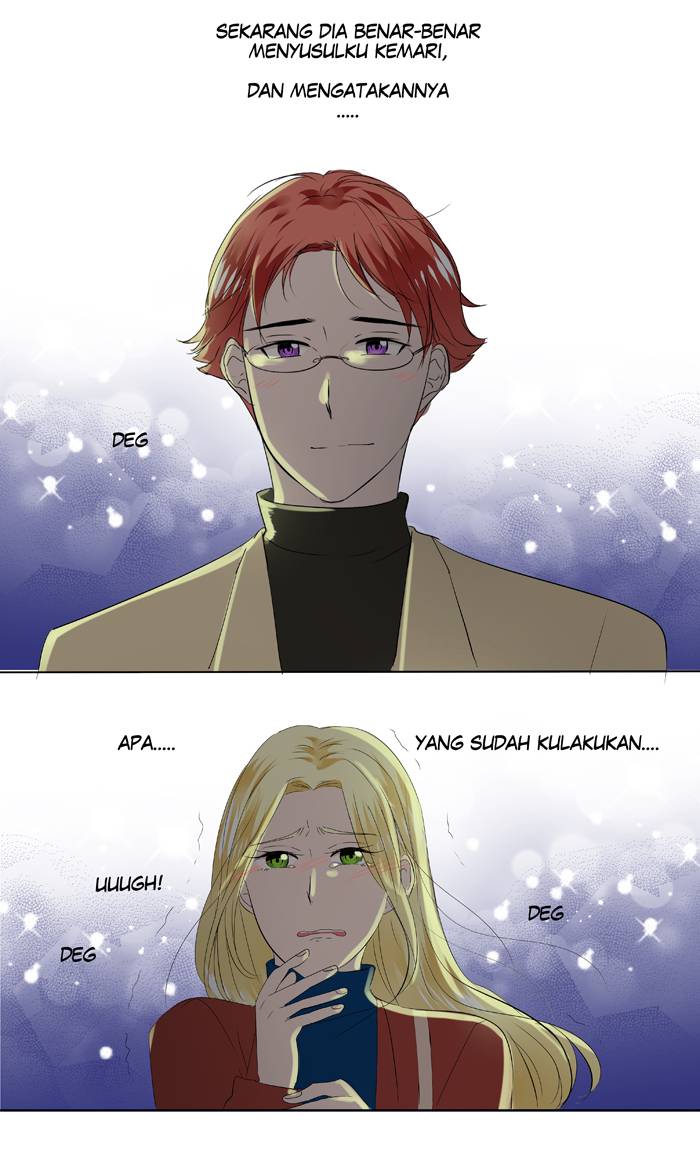 SEKARANG DIA BENAR-BENAR
MENYUSULKU KEMARI,
DAN MENGATAKANNYA
.....
DEG
APA.....
YANG SUDAH KULAKUKAN....
UUUGH!
DEG
DEG